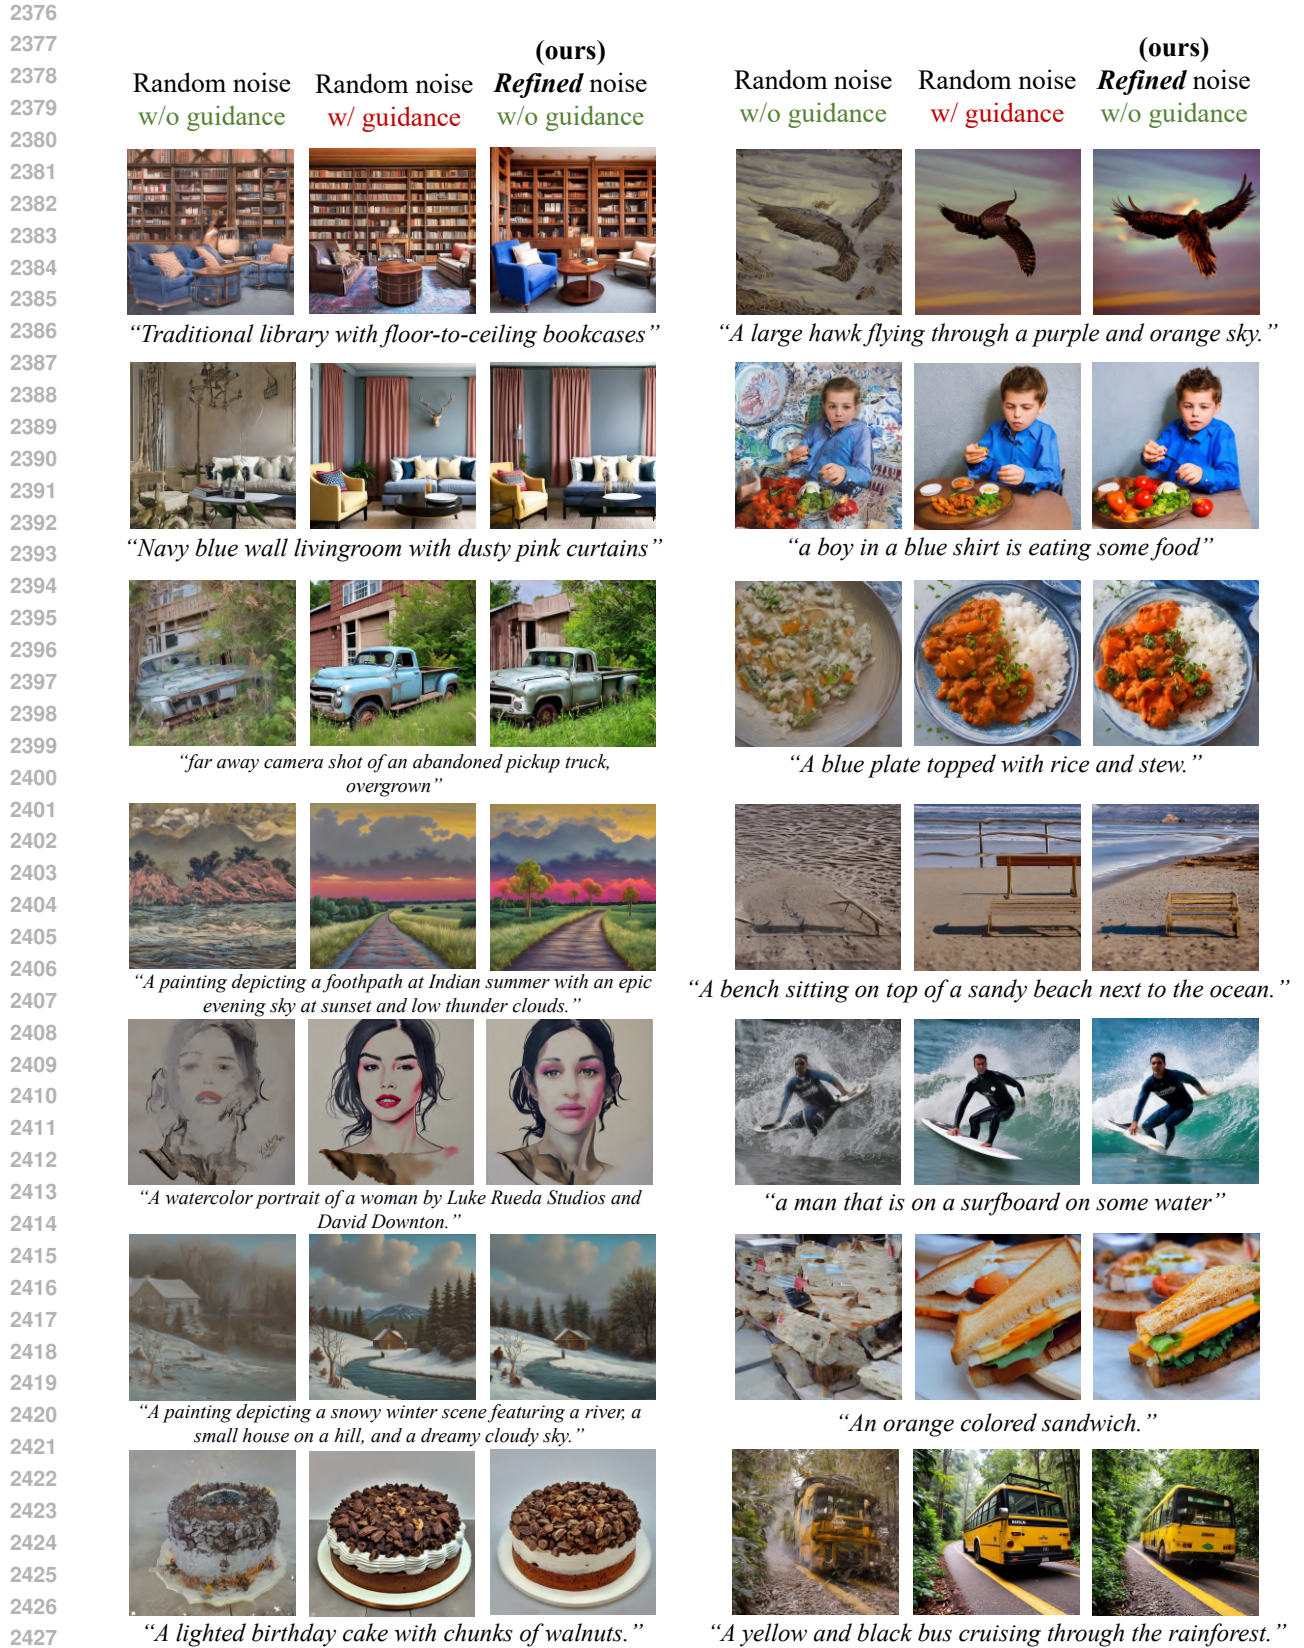 2376
2377
2378
2379
2380
2381
2382
2383
2384
2385
2386
2387
2388
2389
2390
2391
2392
2393
2394
2395
2396
2397
2398
2399
2400
2401
2402
2403
2404
2405
2406
2407
2408
2409
2410
2411
2412
2413
2414
2415
2416
2417
2418
2419
2420
2421
2422
2423
2424
2425
2426
2427
Random noise
w/o guidance
Random noise
w/ guidance
(ours)
Refined noise
w/o guidance
Random noise
w/o guidance
Random noise
w/ guidance
(ours)
Refined noise
w/o guidance
“Traditional library with floor-to-ceiling bookcases”
“A large hawk flying through a purple and orange sky.”
“Navy blue wall livingroom with dusty pink curtains”
“a boy in a blue shirt is eating some food”
“far away camera shot of an abandoned pickup truck,
overgrown”
“A blue plate topped with rice and stew.”
“A painting depicting a foothpath at Indian summer with an epic
evening sky at sunset and low thunder clouds.”
“A bench sitting on top of a sandy beach next to the ocean.”
“A watercolor portrait of a woman by Luke Rueda Studios and
David Downton.”
“a man that is on a surfboard on some water”
“A painting depicting a snowy winter scene featuring a river, a
small house on a hill, and a dreamy cloudy sky.”
“An orange colored sandwich.”
“A lighted birthday cake with chunks of walnuts.”
“A yellow and black bus cruising through the rainforest.”